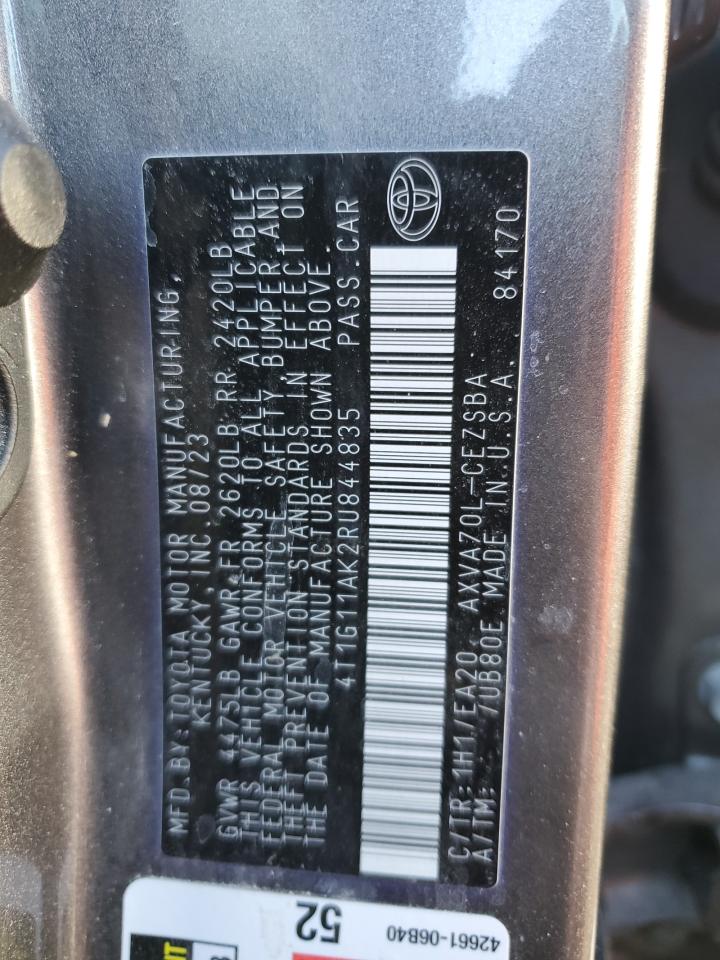 MFD. BY: TOYOTA MOTOR MANUFACTURING,
KENTUCKY, INC. 08/23
GVWR 4475LB GAWR FR 2620LB RR 2420LB
THIS VEHICLE CONFORMS TO ALL APPLICABLE
FEDERAL MOTOR VEHICLE SAFETY, BUMPER, AND
THEFT PREVENTION STANDARDS IN EFFECT ON
THE DATE OF MANUFACTURE SHOWN ABOVE.
4T1G11AK2RU844835 PASS.CAR
C/TR: 1H1/EA20 AXVA70L-CEZSBA
A/TM: /UB80E MADE IN U.S.A. 84170
52
42661-06B40